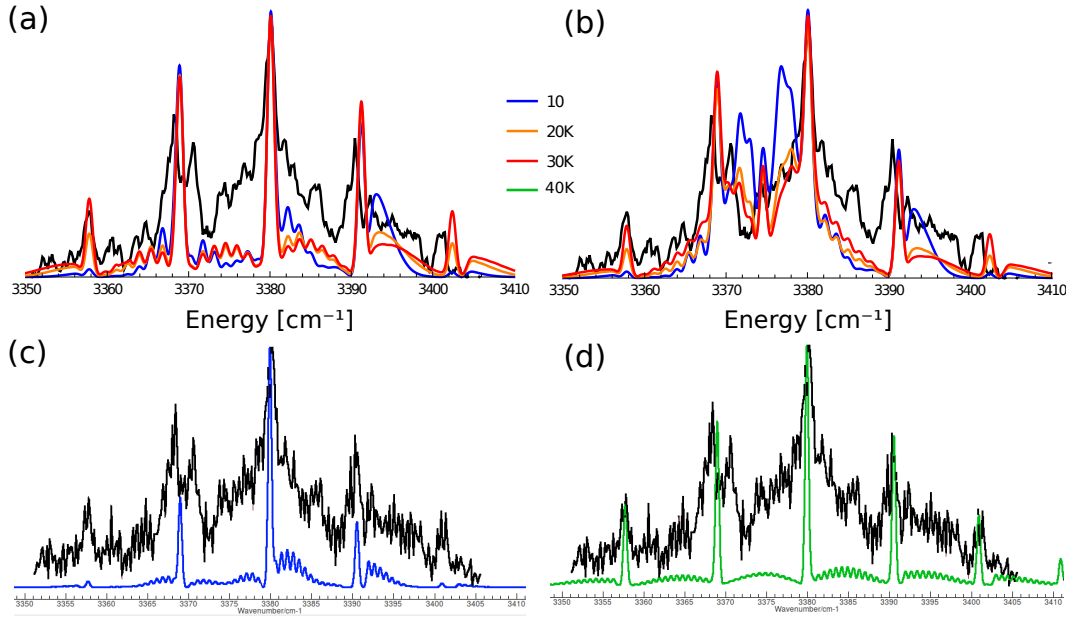 (a)
(b)
10
20K
30K
40K
3350 3360 3370 3380 3390 3400 3410
3350 3360 3370 3380 3390 3400 3410
Energy [cm⁻¹]
Energy [cm⁻¹]
(c)
(d)
3350 3355 3360 3365 3370 3375 3380 3385 3390 3395 3400 3405 3410
3350 3355 3360 3365 3370 3375 3380 3385 3390 3395 3400 3405 3410
Wavenumber/cm-1
Wavenumber/cm-1